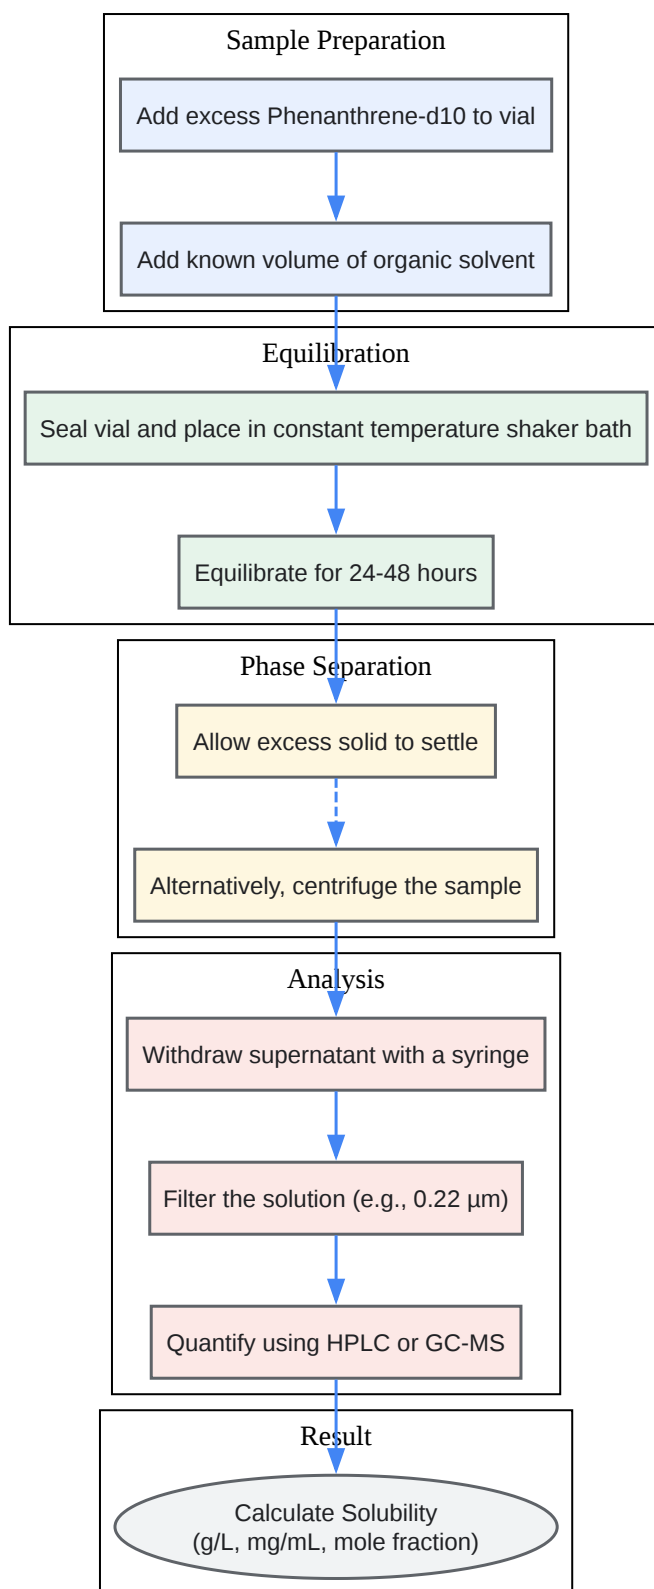 Sample Preparation
Add excess Phenanthrene-d10 to vial
Add known volume of organic solvent
Equilibration
Seal vial and place in constant temperature shaker bath
Equilibrate for 24-48 hours
Phase Separation
Allow excess solid to settle
Alternatively, centrifuge the sample
Analysis
Withdraw supernatant with a syringe
Filter the solution (e.g., 0.22 µm)
Quantify using HPLC or GC-MS
Result
Calculate Solubility
(g/L, mg/mL, mole fraction)